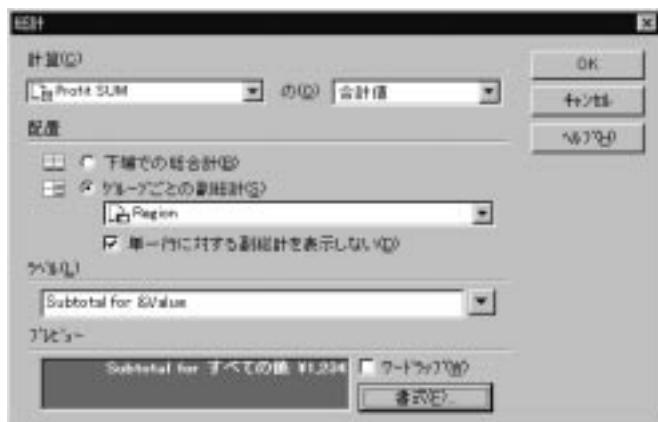 総計
計算(C)
Profit SUM の(O) 合計値
OK
キャンセル
ヘルプ(H)
配置
下端での総合計(B)
グループごとの副総計(S)
Region
単一行に対する副総計を表示しない(D)
ラベル(L)
Subtotal for &Value
プレビュー
Subtotal for すべての値 ¥1,234
ワードラップ(W)
書式(F)...